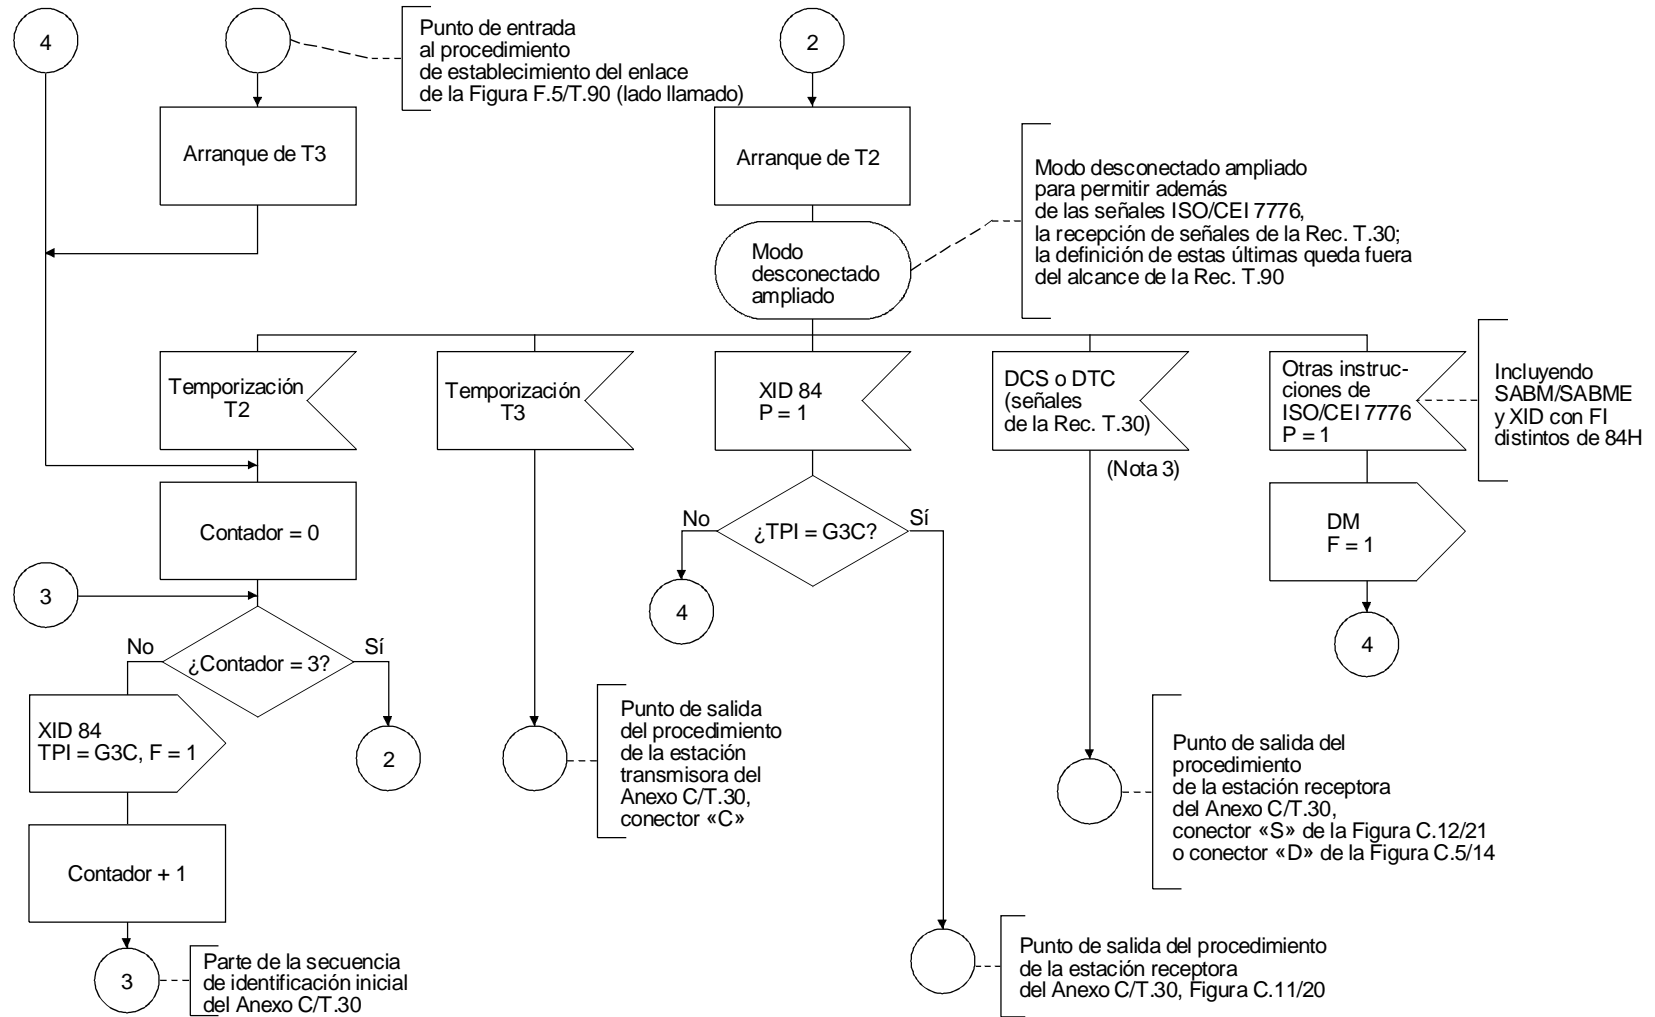 4
Punto de entrada
al procedimiento
de establecimiento del enlace
de la Figura F.5/T.90 (lado llamado)
2
Arranque de T3
Arranque de T2
Modo desconectado ampliado
para permitir además
de las señales ISO/CEI 7776,
la recepción de señales de la Rec. T.30;
la definición de estas últimas queda fuera
del alcance de la Rec. T.90
Modo
desconectado
ampliado
Temporización
T2
Temporización
T3
XID 84
P = 1
DCS o DTC
(señales
de la Rec. T.30)
(Nota 3)
Otras instruc-
ciones de
ISO/CEI 7776
P = 1
Incluyendo
SABM/SABME
y XID con FI
distintos de 84H
Contador = 0
No
¿TPI = G3C?
Sí
DM
F = 1
3
4
4
No
¿Contador = 3?
Sí
XID 84
TPI = G3C, F = 1
2
Punto de salida
del procedimiento
de la estación
transmisora del
Anexo C/T.30,
conector «C»
Punto de salida del
procedimiento
de la estación receptora
del Anexo C/T.30,
conector «S» de la Figura C.12/21
o conector «D» de la Figura C.5/14
Contador + 1
3
Parte de la secuencia
de identificación inicial
del Anexo C/T.30
Punto de salida del procedimiento
de la estación receptora
del Anexo C/T.30, Figura C.11/20